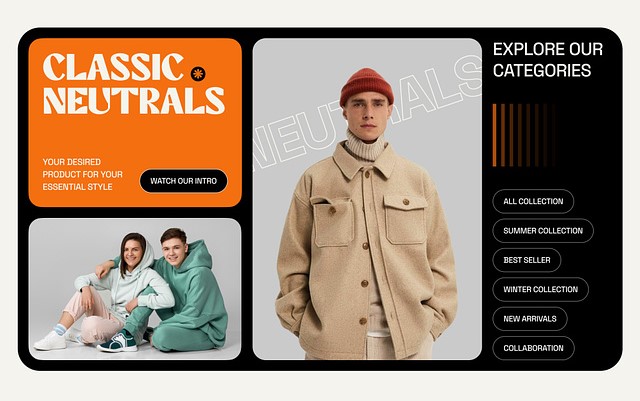 CLASSIC
NEUTRALS
YOUR DESIRED
PRODUCT FOR YOUR
ESSENTIAL STYLE
WATCH OUR INTRO
NEUTRALS
EXPLORE OUR
CATEGORIES
ALL COLLECTION
SUMMER COLLECTION
BEST SELLER
WINTER COLLECTION
NEW ARRIVALS
COLLABORATION